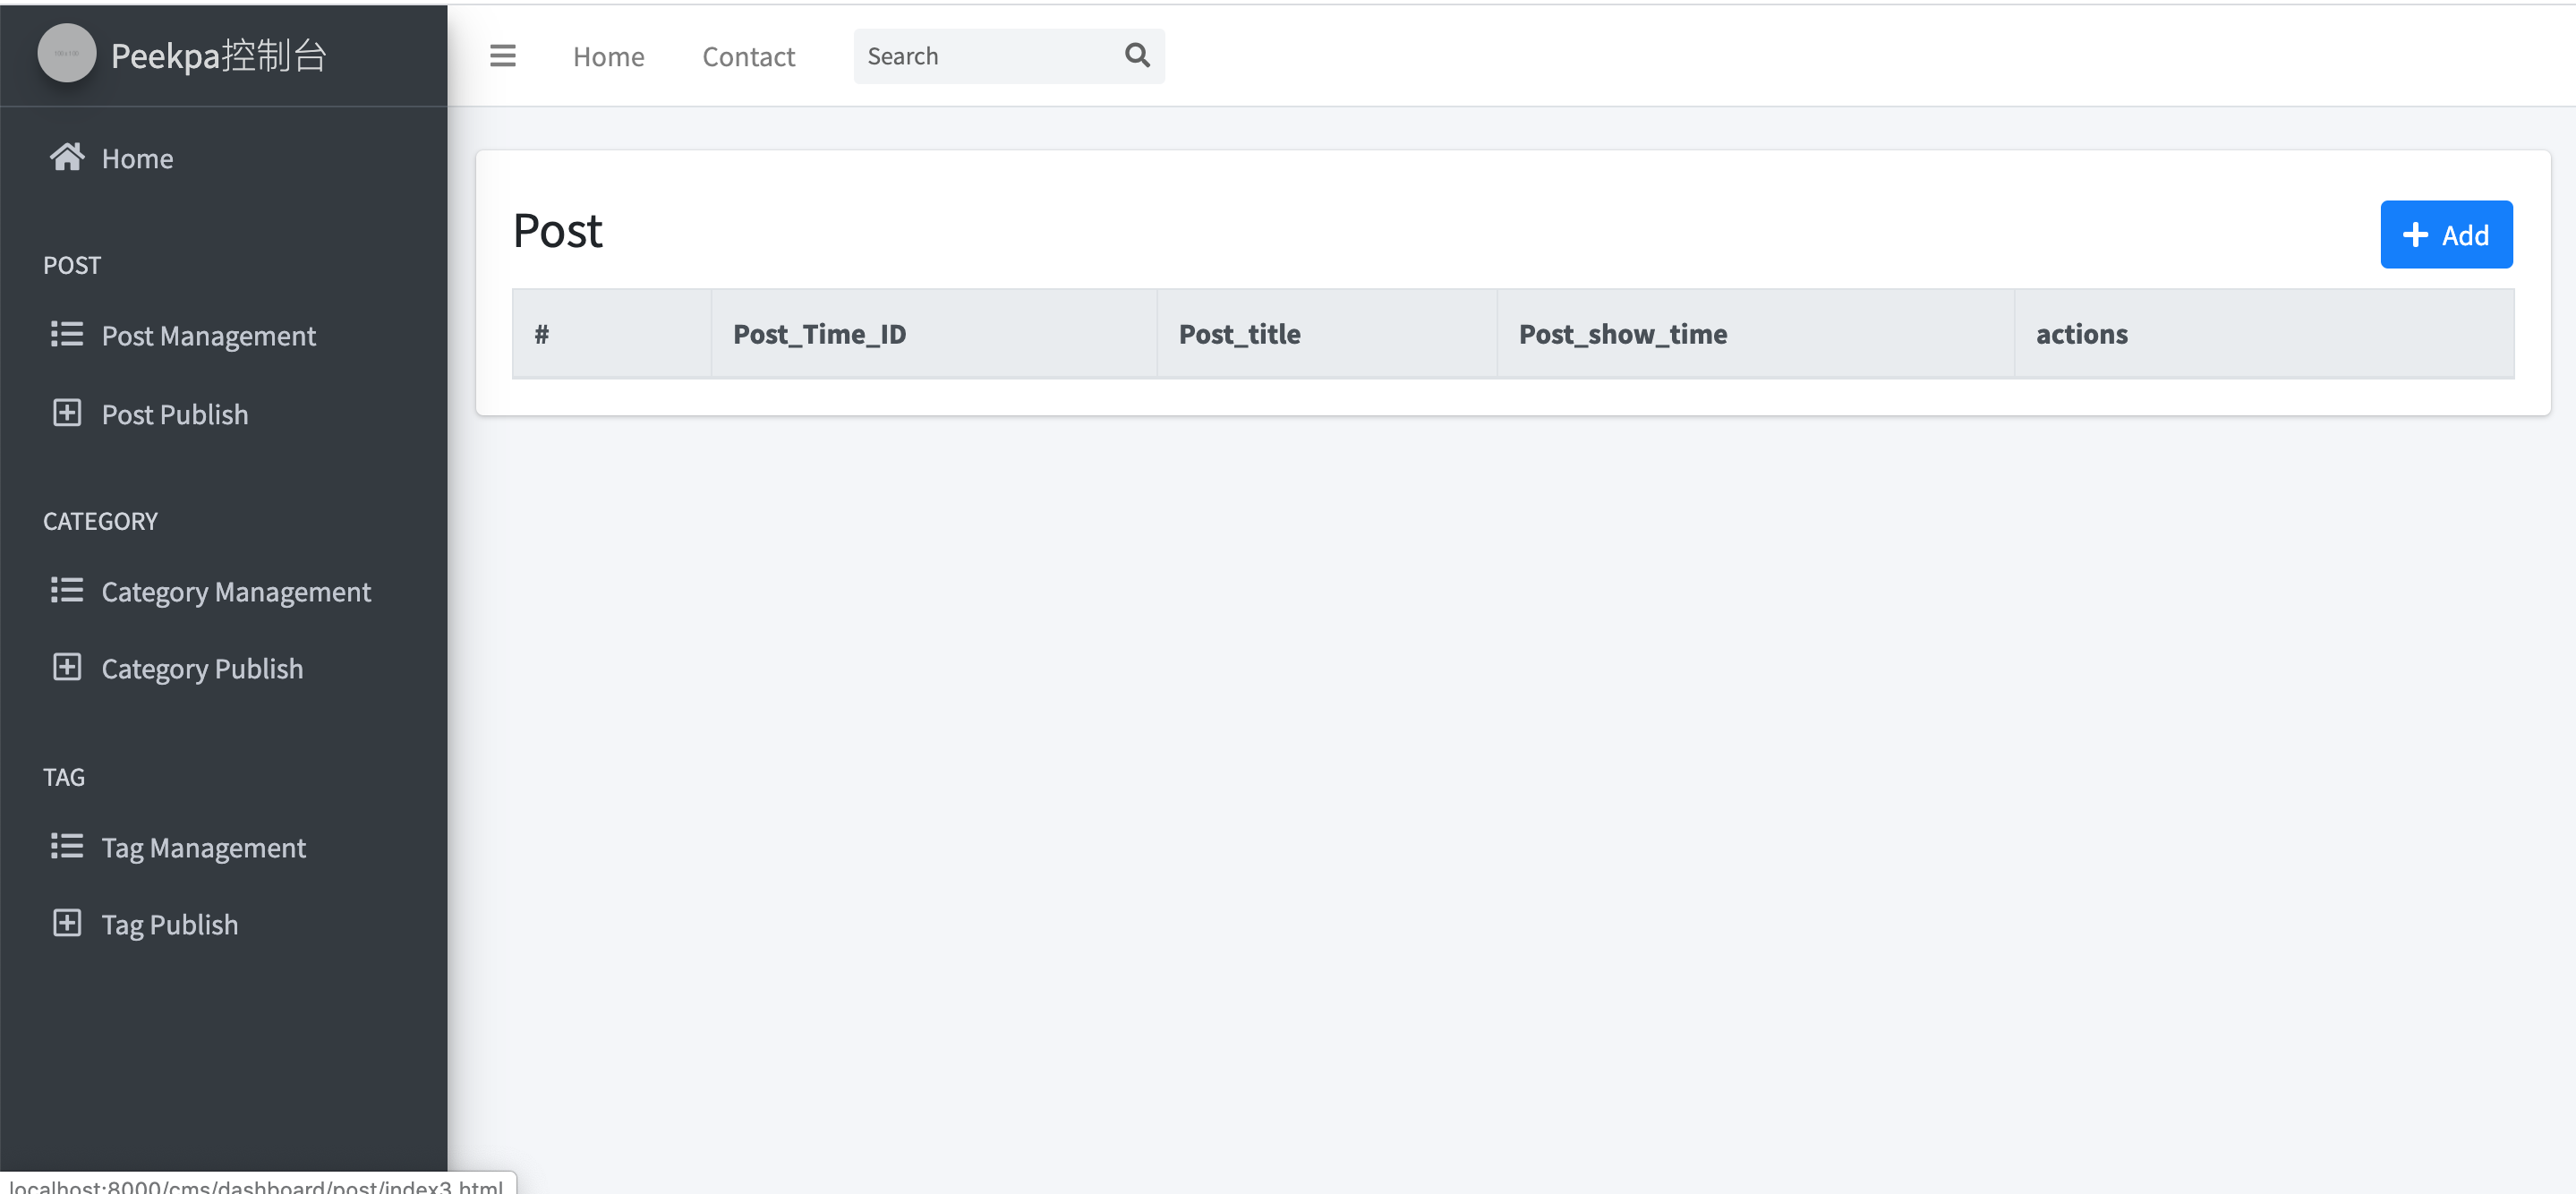 Peekpa控制台
Home
Contact
Search
Home
POST
Post Management
Post Publish
CATEGORY
Category Management
Category Publish
TAG
Tag Management
Tag Publish
Post
Add
# Post_Time_ID Post_title Post_show_time actions
localhost:8000/cms/dashboard/post/index3.html